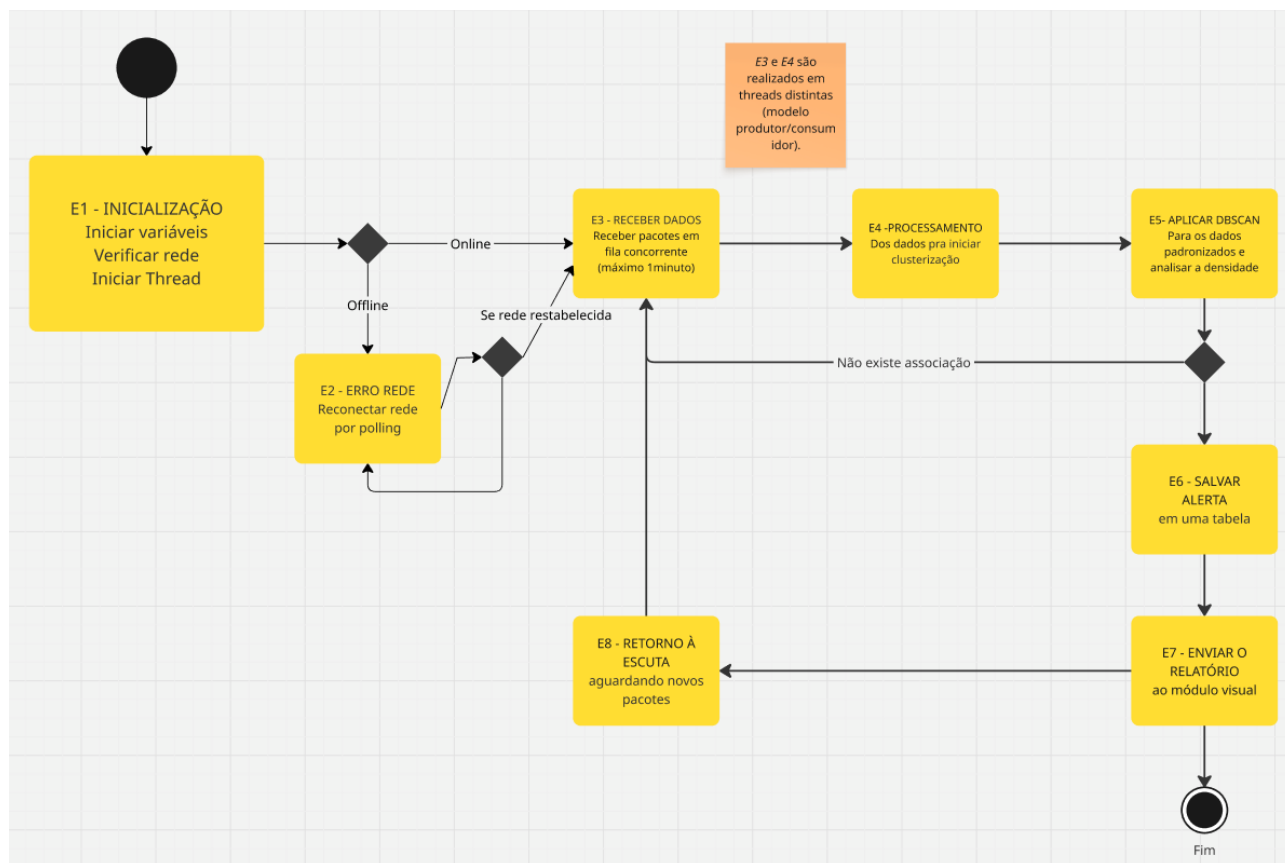 E3 e E4 são
realizados em
threads distintas
(modelo
produtor/consum
idor).
E1 - INICIALIZAÇÃO
Iniciar variáveis
Verificar rede
Iniciar Thread
Online
E3 - RECEBER DADOS
Receber pacotes em
fila concorrente
(máximo 1minuto)
E4 -PROCESSAMENTO
Dos dados pra iniciar
clusterização
E5- APLICAR DBSCAN
Para os dados
padronizados e
analisar a densidade
Offline
Se rede restabelecida
E2 - ERRO REDE
Reconectar rede
por polling
Não existe associação
E6 - SALVAR
ALERTA
em uma tabela
E8 - RETORNO À
ESCUTA
aguardando novos
pacotes
E7 - ENVIAR O
RELATÓRIO
ao módulo visual
Fim